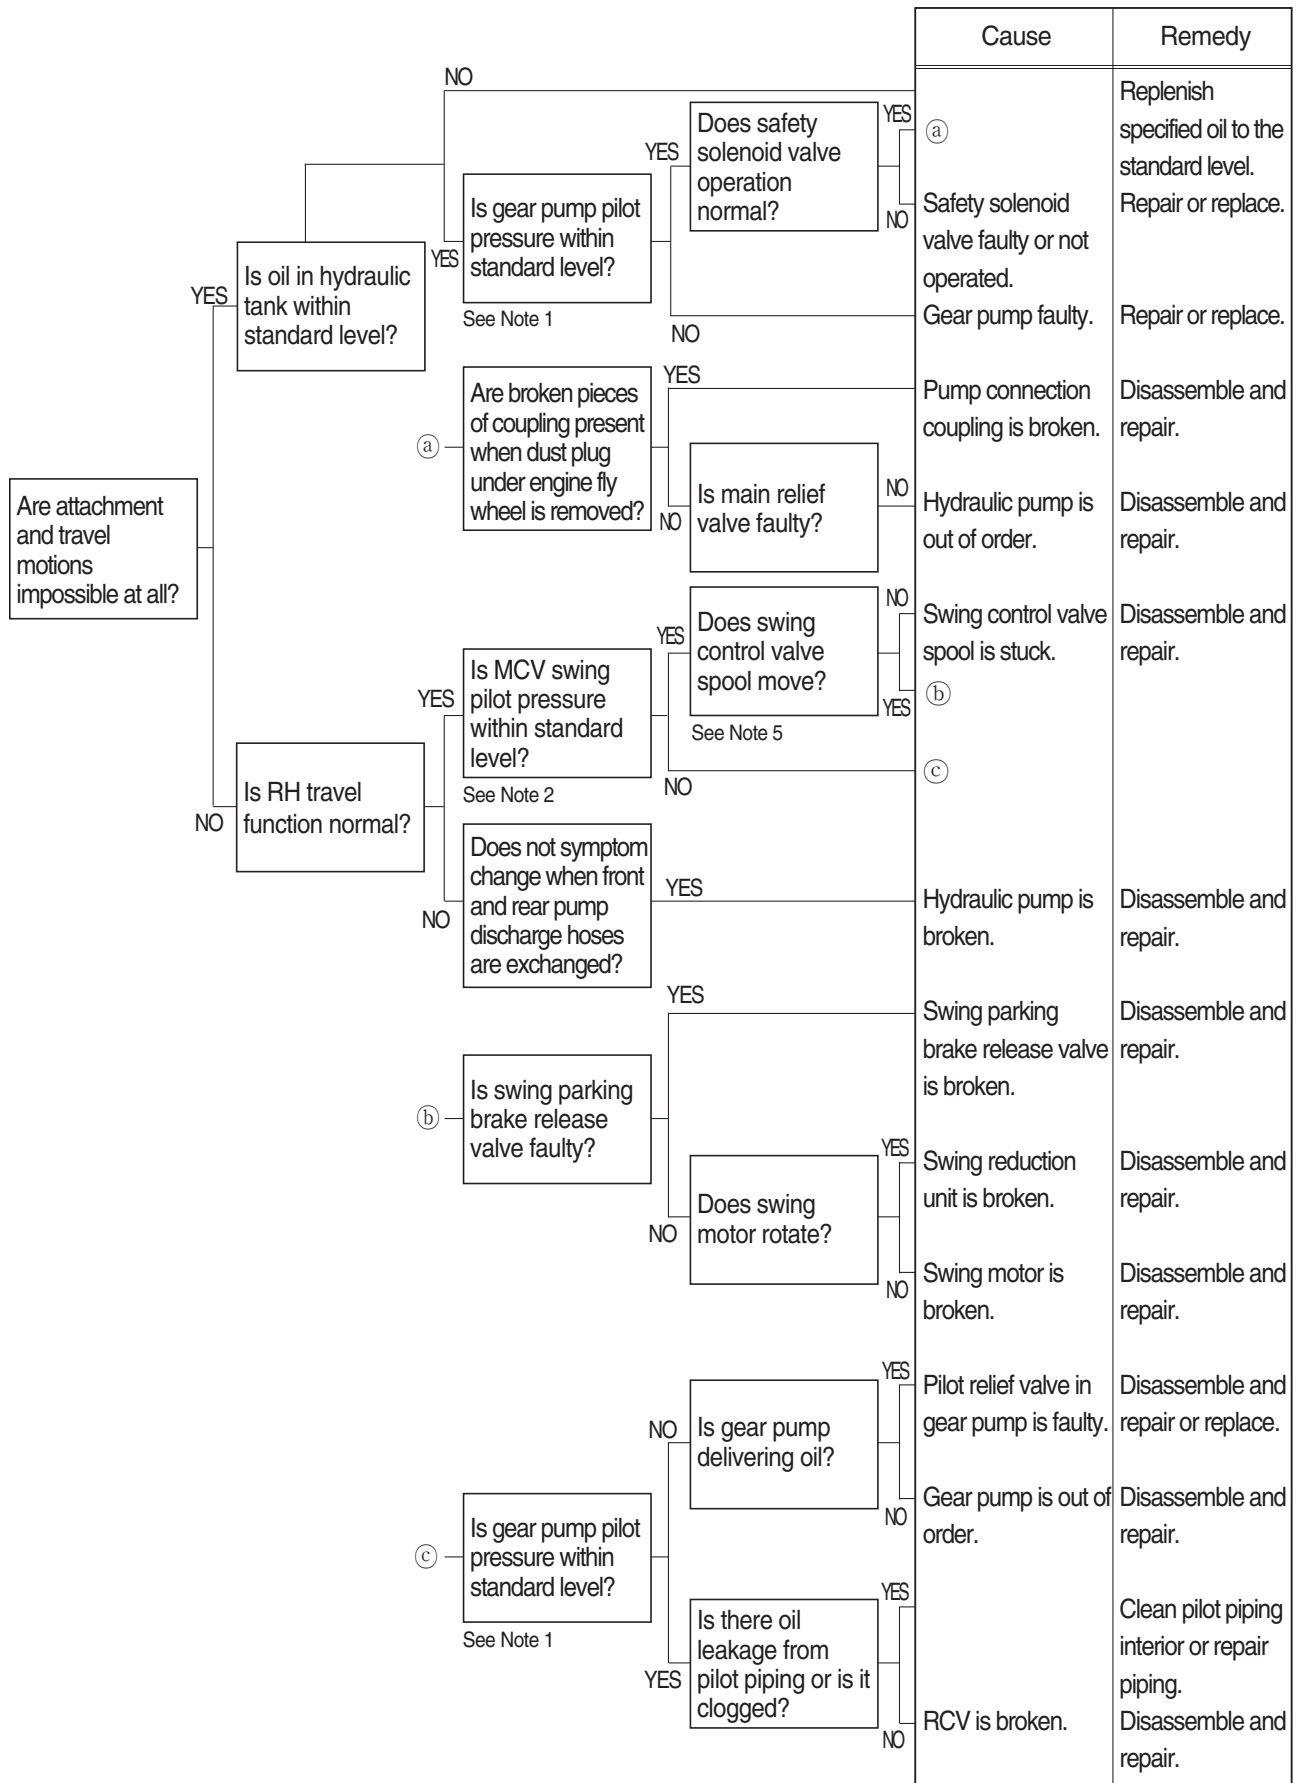 Cause
Remedy
NO
Replenish
specified oil to the
standard level.
Does safety
solenoid valve
operation
normal?
YES
YES
ⓐ
NO
Safety solenoid
valve faulty or not
operated.
Repair or replace.
Is gear pump pilot
pressure within
standard level?
YES
See Note 1
Is oil in hydraulic
tank within
standard level?
YES
NO
Gear pump faulty.
Repair or replace.
ⓐ
Are broken pieces
of coupling present
when dust plug
under engine fly
wheel is removed?
YES
Pump connection
coupling is broken.
Disassemble and
repair.
NO
Is main relief
valve faulty?
NO
Hydraulic pump is
out of order.
Disassemble and
repair.
Are attachment
and travel
motions
impossible at all?
Does swing
control valve
spool move?
YES
See Note 5
NO
Swing control valve
spool is stuck.
Disassemble and
repair.
YES
ⓑ
Is MCV swing
pilot pressure
within standard
level?
YES
See Note 2
NO
ⓒ
Is RH travel
function normal?
NO
Does not symptom
change when front
and rear pump
discharge hoses
are exchanged?
NO
YES
Hydraulic pump is
broken.
Disassemble and
repair.
ⓑ
Is swing parking
brake release
valve faulty?
YES
Swing parking
brake release valve
is broken.
Disassemble and
repair.
NO
Does swing
motor rotate?
YES
Swing reduction
unit is broken.
Disassemble and
repair.
NO
Swing motor is
broken.
Disassemble and
repair.
ⓒ
Is gear pump pilot
pressure within
standard level?
See Note 1
NO
Is gear pump
delivering oil?
YES
Pilot relief valve in
gear pump is faulty.
Disassemble and
repair or replace.
NO
Gear pump is out of
order.
Disassemble and
repair.
YES
Is there oil
leakage from
pilot piping or is it
clogged?
YES
Clean pilot piping
interior or repair
piping.
NO
RCV is broken.
Disassemble and
repair.